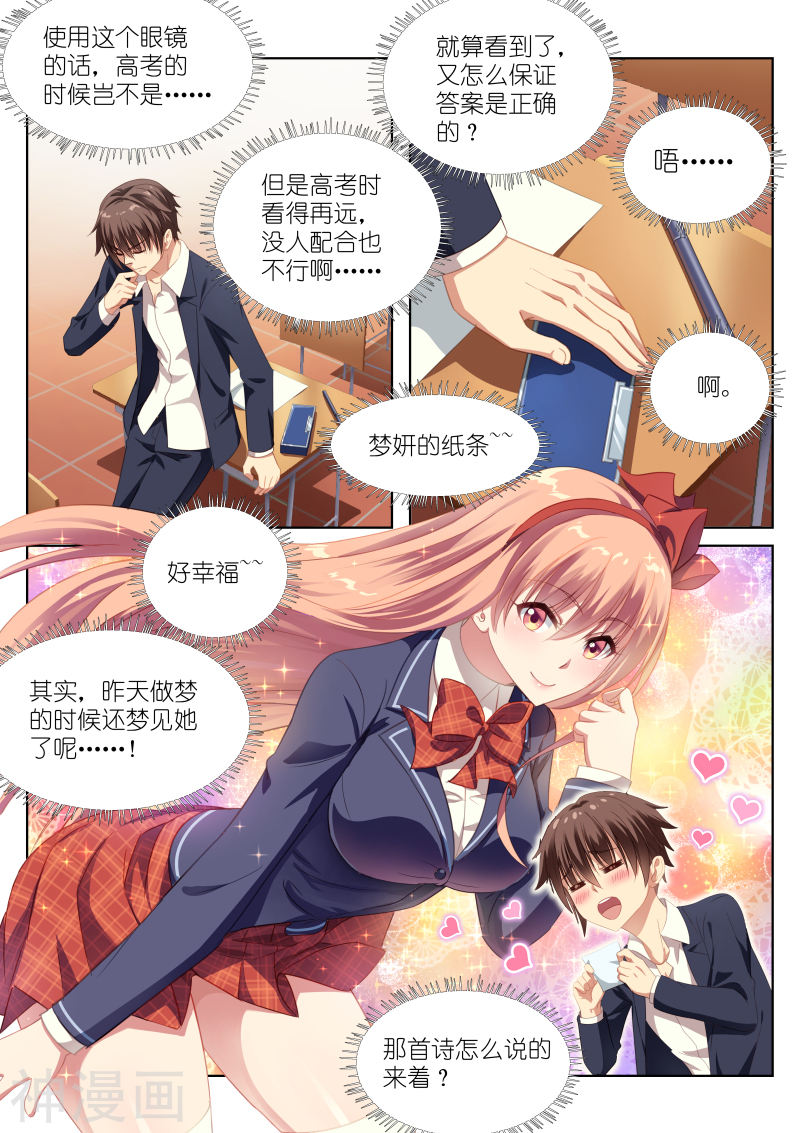 使用这个眼镜
的话，高考的
时候岂不是……
但是高考时
看得再远，
没人配合也
不行啊……
就算看到了，
又怎么保证
答案是正确
的？
唔……
啊。
梦妍的纸条~~
好幸福~~
其实，昨天做梦
的时候还梦见她
了呢……！
那首诗怎么说的
来着？
神漫画